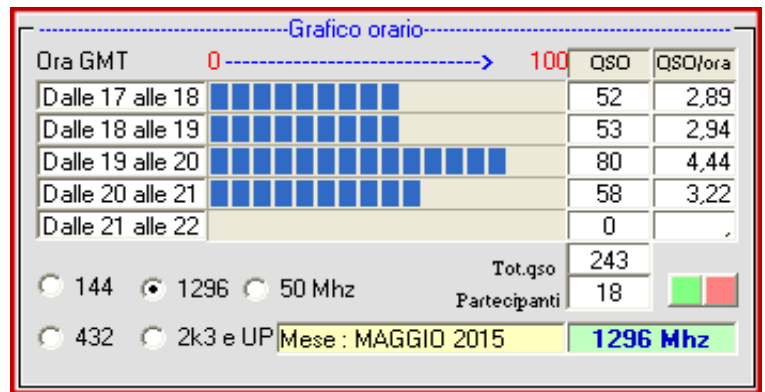 Grafico orario
Ora GMT 0 -----------------------------> 100 QSO QSO/ora
Dalle 17 alle 18 52 2,89
Dalle 18 alle 19 53 2,94
Dalle 19 alle 20 80 4,44
Dalle 20 alle 21 58 3,22
Dalle 21 alle 22 0 ,
Tot.qso 243
144 1296 50 Mhz Partecipanti 18
432 2k3 e UP Mese : MAGGIO 2015 1296 Mhz